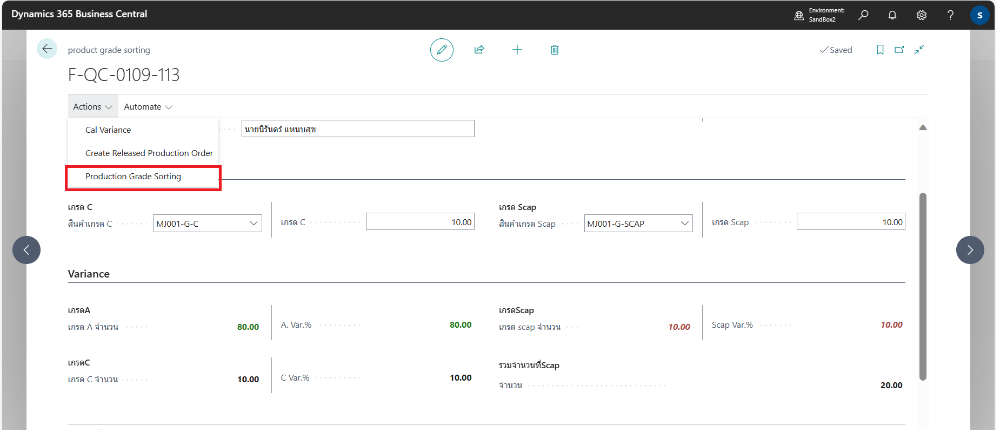 Dynamics 365 Business Central
Environment:
SandBox2
?
S
product grade sorting
Saved
F-QC-0109-113
Actions
Automate
Cal Variance
Create Released Production Order
Production Grade Sorting
นายนิรันดร์ แหนบสุข
เกรด C
สินค้าเกรด C
MJ001-G-C
เกรด C
10.00
เกรด Scap
สินค้าเกรด Scap
MJ001-G-SCAP
เกรด Scap
10.00
Variance
เกรดA
เกรด A จำนวน
80.00
A. Var.%
80.00
เกรดScap
เกรด scap จำนวน
10.00
Scap Var.%
10.00
เกรดC
เกรด C จำนวน
10.00
C Var.%
10.00
รวมจำนวนที่Scap
จำนวน
20.00